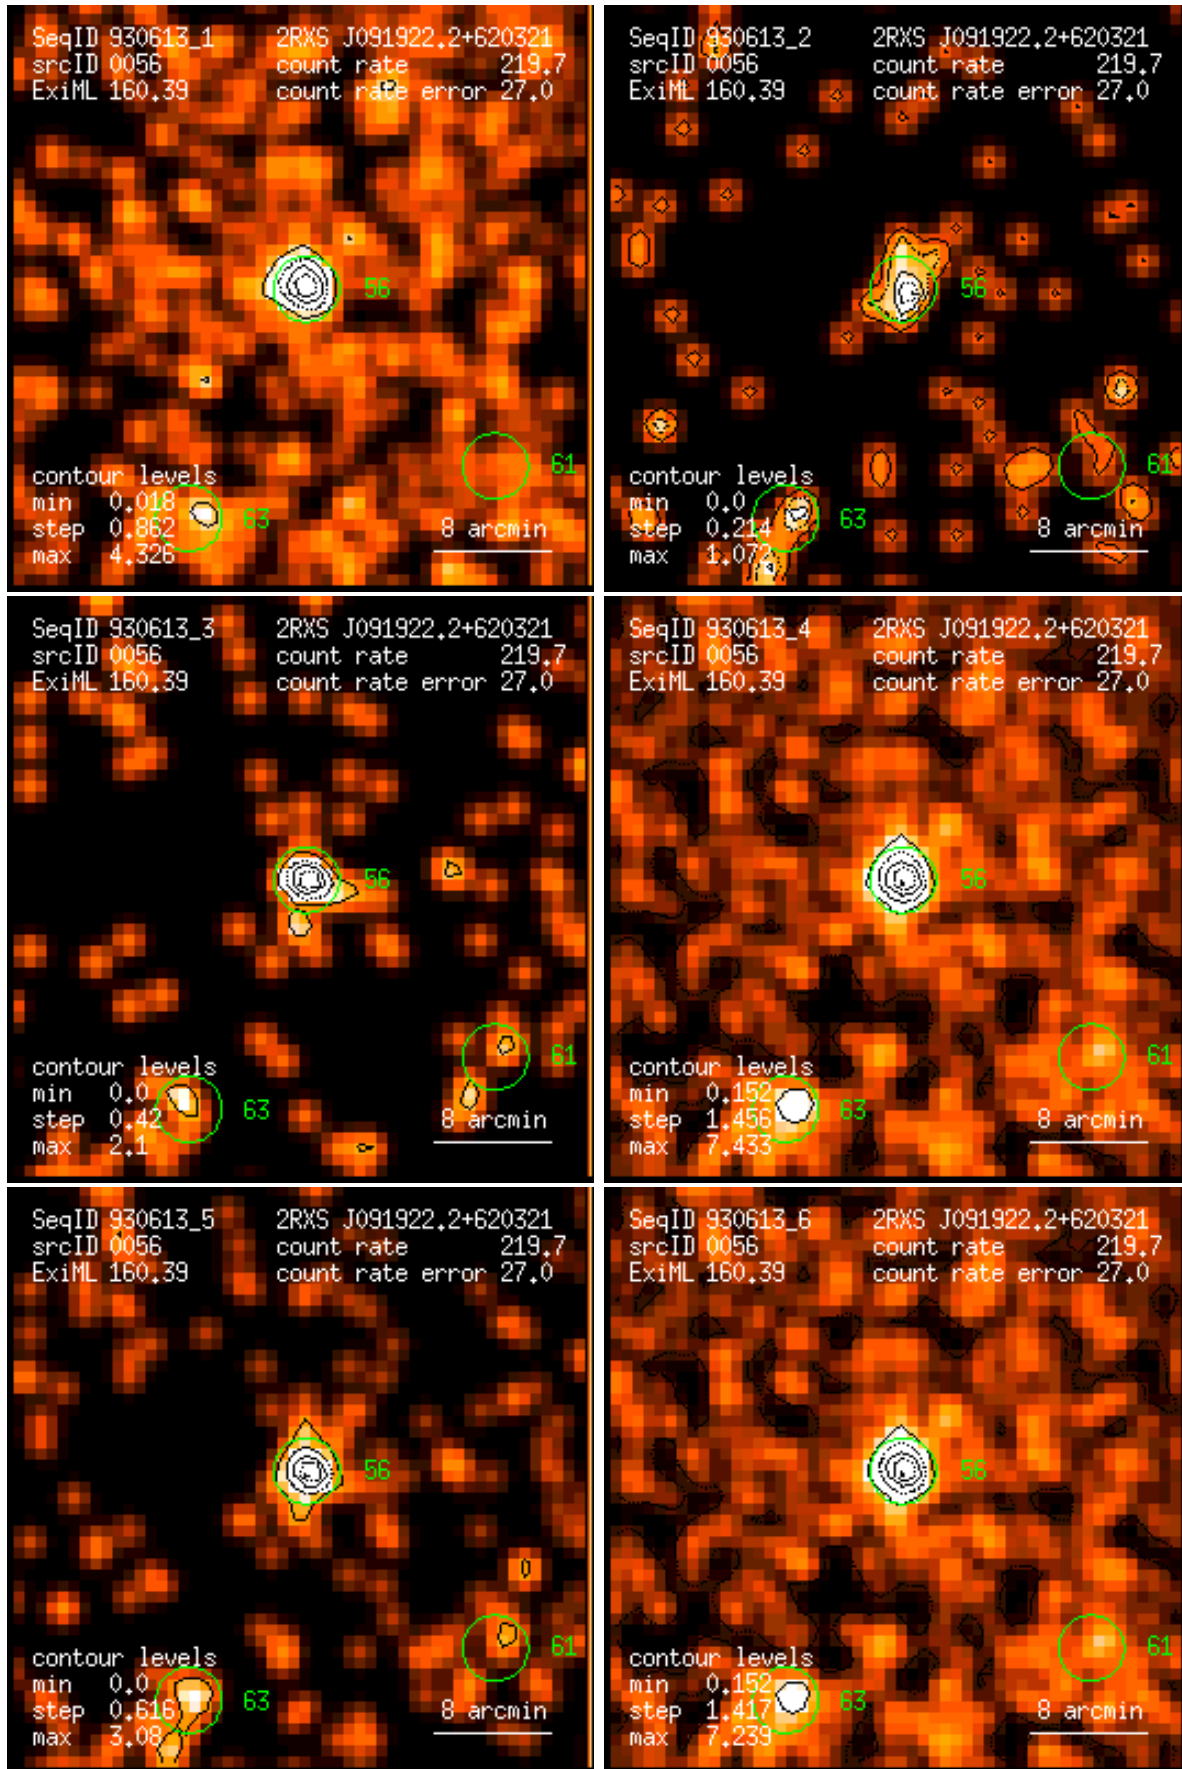 SeqID 930613_1 2RXS J091922.2+620321
srcID 0056 count rate 219.7
ExiML 160.39 count rate error 27.0
56
61
contour levels
min 0.018
step 0.862 63 8 arcmin
max 4.326
SeqID 930613_2 2RXS J091922.2+620321
srcID 0056 count rate 219.7
ExiML 160.39 count rate error 27.0
56
61
contour levels
min 0.0
step 0.214 63 8 arcmin
max 1.072
SeqID 930613_3 2RXS J091922.2+620321
srcID 0056 count rate 219.7
ExiML 160.39 count rate error 27.0
56
61
contour levels
min 0.0
step 0.42 63 8 arcmin
max 2.1
SeqID 930613_4 2RXS J091922.2+620321
srcID 0056 count rate 219.7
ExiML 160.39 count rate error 27.0
56
61
contour levels
min 0.152
step 1.456 63 8 arcmin
max 7.433
SeqID 930613_5 2RXS J091922.2+620321
srcID 0056 count rate 219.7
ExiML 160.39 count rate error 27.0
56
61
contour levels
min 0.0
step 0.616 63 8 arcmin
max 3.08
SeqID 930613_6 2RXS J091922.2+620321
srcID 0056 count rate 219.7
ExiML 160.39 count rate error 27.0
56
61
contour levels
min 0.152
step 1.417 63 8 arcmin
max 7.239